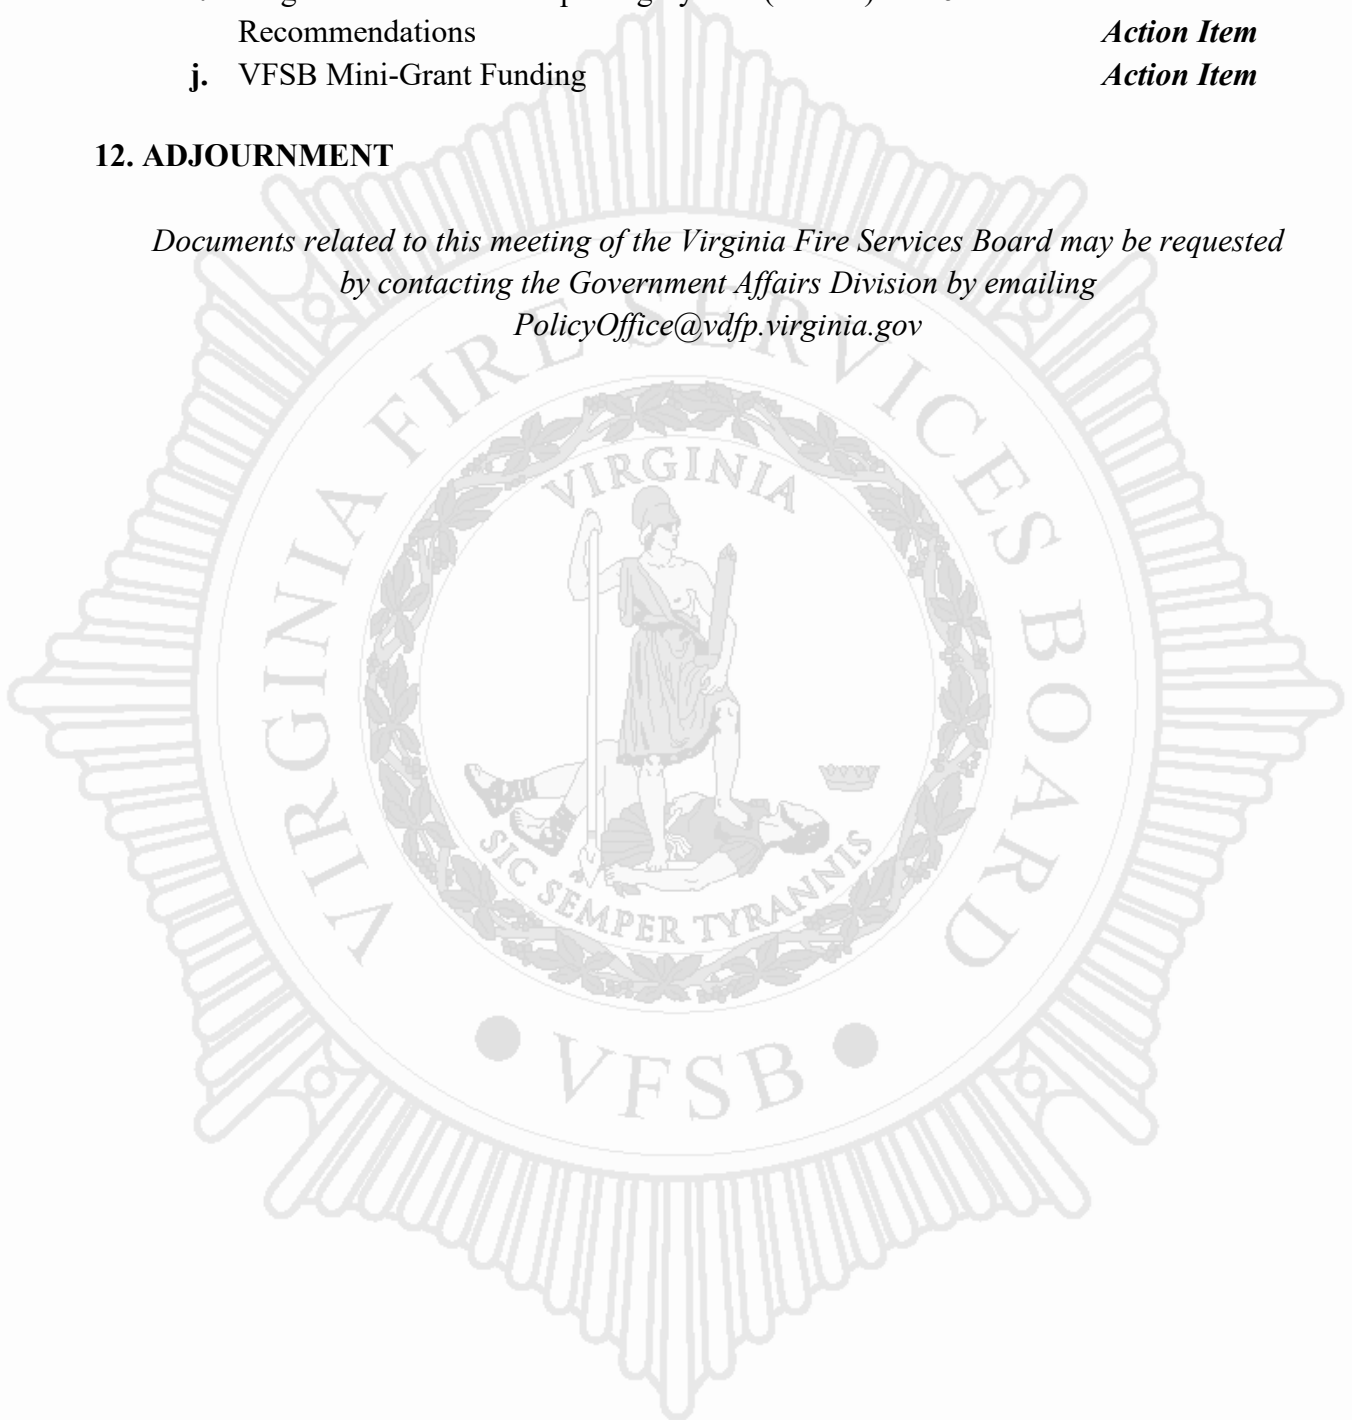 Recommendations Action Item
j. VFSB Mini-Grant Funding Action Item
12. ADJOURNMENT
Documents related to this meeting of the Virginia Fire Services Board may be requested
by contacting the Government Affairs Division by emailing
PolicyOffice@vdfp.virginia.gov
VIRGINIA FIRE SERVICES BOARD
VIRGINIA
SIC SEMPER TYRANNIS
• VFSB •